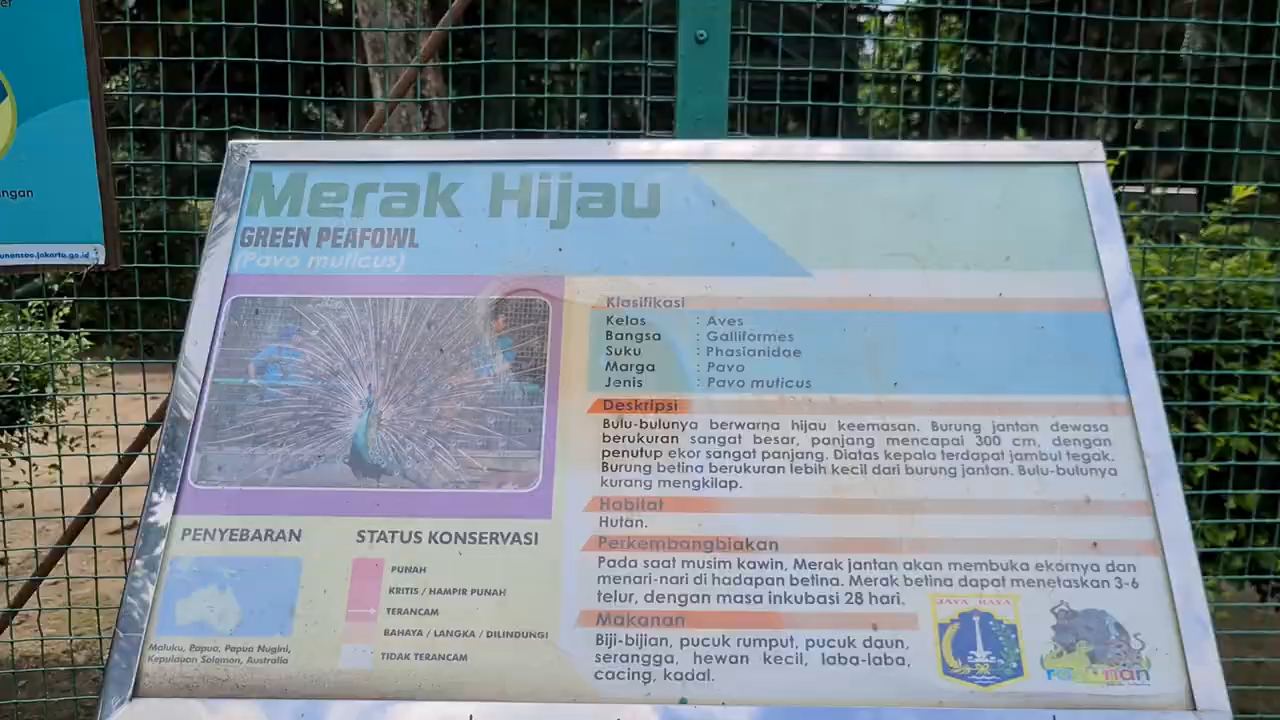 ngan
unansoo.jakarta.go.id
Merak Hijau
GREEN PEAFOWL
(Pavo muticus)
Klasifikasi
Kelas : Aves
Bangsa : Galliformes
Suku : Phasianidae
Marga : Pavo
Jenis : Pavo muticus
Deskripsi
Bulu-bulunya berwarna hijau keemasan. Burung jantan dewasa
berukuran sangat besar, panjang mencapai 300 cm, dengan
penutup ekor sangat panjang. Diatas kepala terdapat jambul tegak.
Burung betina berukuran lebih kecil dari burung jantan. Bulu-bulunya
kurang mengkilap.
Habitat
Hutan.
Perkembangbiakan
Pada saat musim kawin, Merak jantan akan membuka ekornya dan
menari-nari di hadapan betina. Merak betina dapat menetaskan 3-6
telur, dengan masa inkubasi 28 hari.
Makanan
Biji-bijian, pucuk rumput, pucuk daun,
serangga, hewan kecil, laba-laba,
cacing, kadal.
PENYEBARAN
Maluku, Papua, Papua Nugini,
Kepulauan Solomon, Australia
STATUS KONSERVASI
PUNAH
KRITIS / HAMPIR PUNAH
TERANCAM
BAHAYA / LANGKA / DILINDUNGI
TIDAK TERANCAM
JAYA RAYA